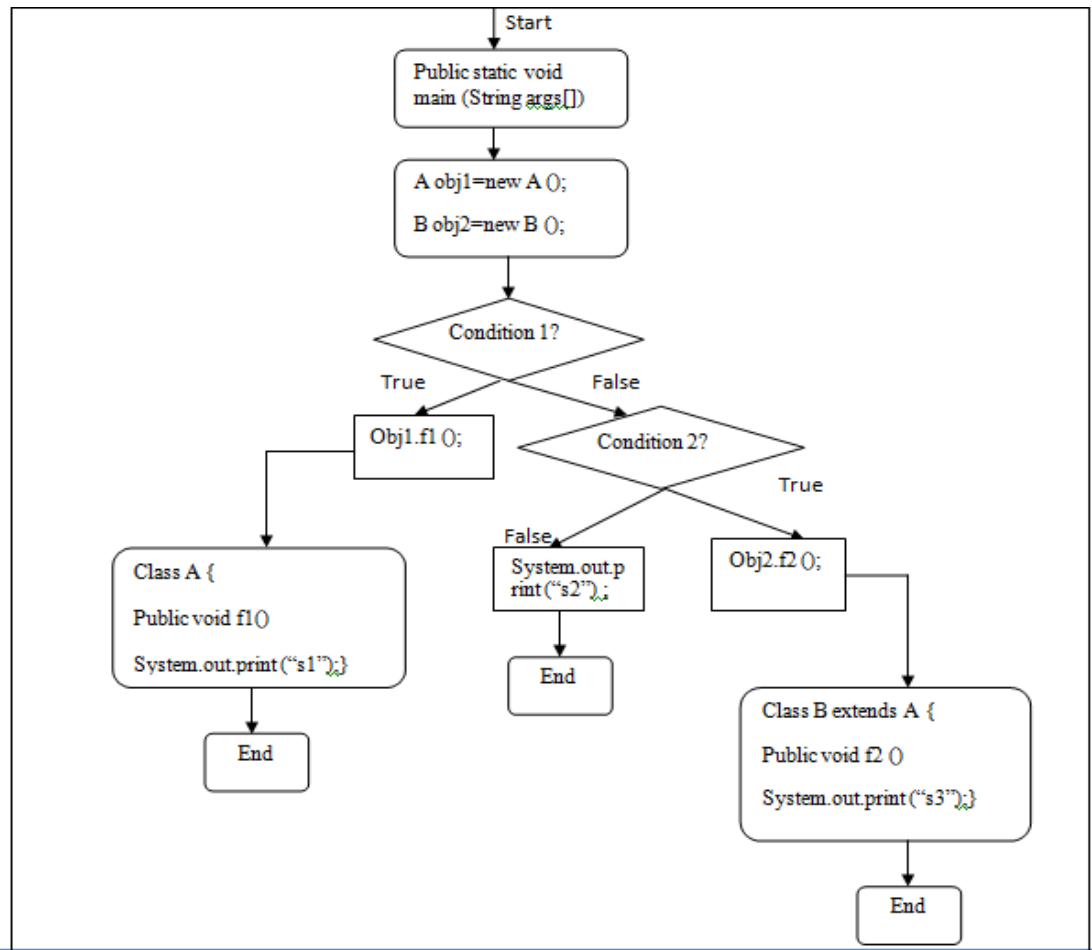 Start
Public static void
main (String args[])
A obj1=new A ();
B obj2=new B ();
Condition 1?
True
False
Obj1.f1 ();
Condition 2?
True
False
System.out.p
rint (“s2”) ;
Obj2.f2 ();
Class A {
Public void f1()
System.out.print (“s1”);}
End
End
Class B extends A {
Public void f2 ()
System.out.print (“s3”);}
End